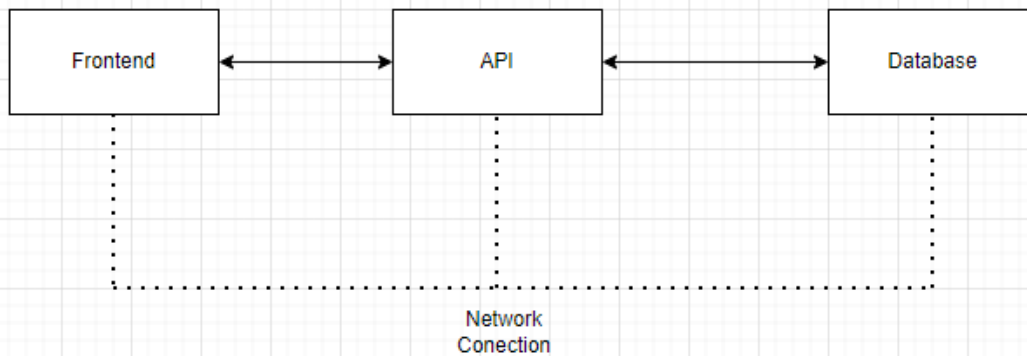 Frontend
API
Database
Network
Conection